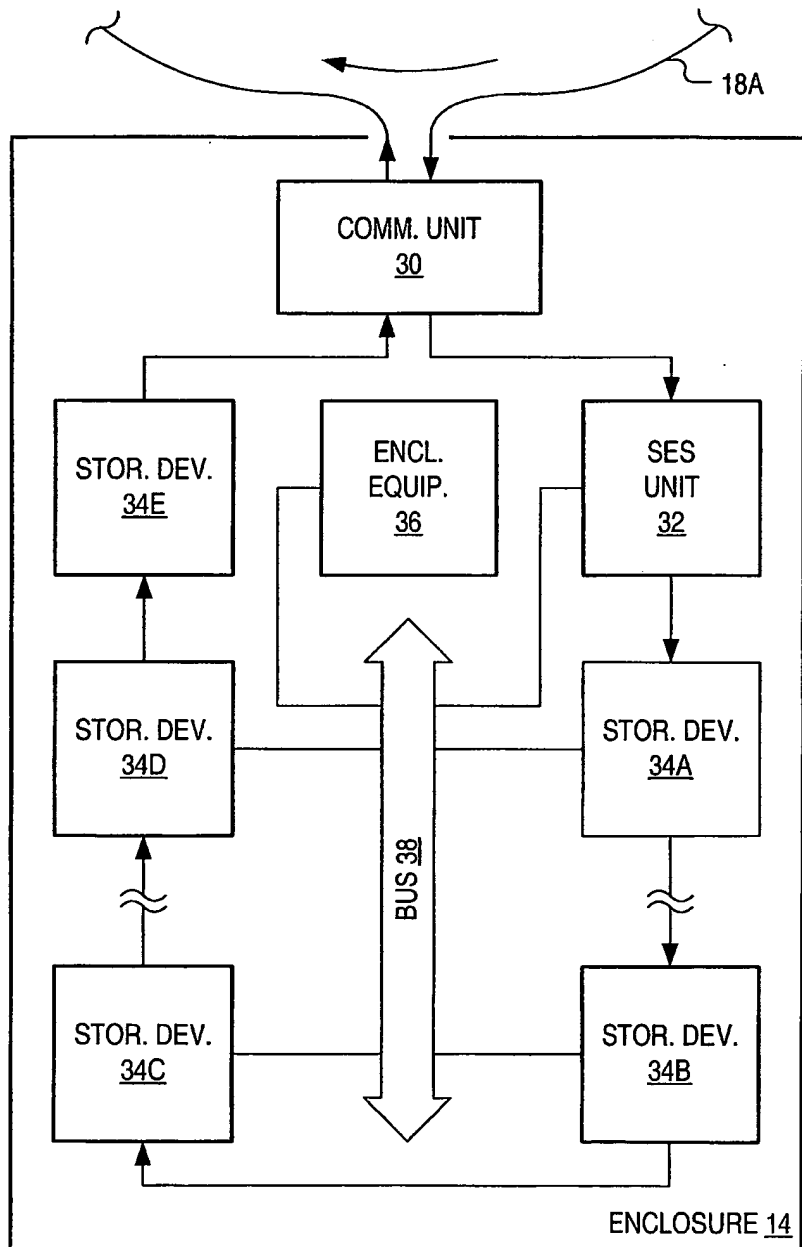 18A
COMM. UNIT
30
STOR. DEV.
34E
ENCL.
EQUIP.
36
SES
UNIT
32
STOR. DEV.
34D
STOR. DEV.
34A
BUS 38
STOR. DEV.
34C
STOR. DEV.
34B
ENCLOSURE 14